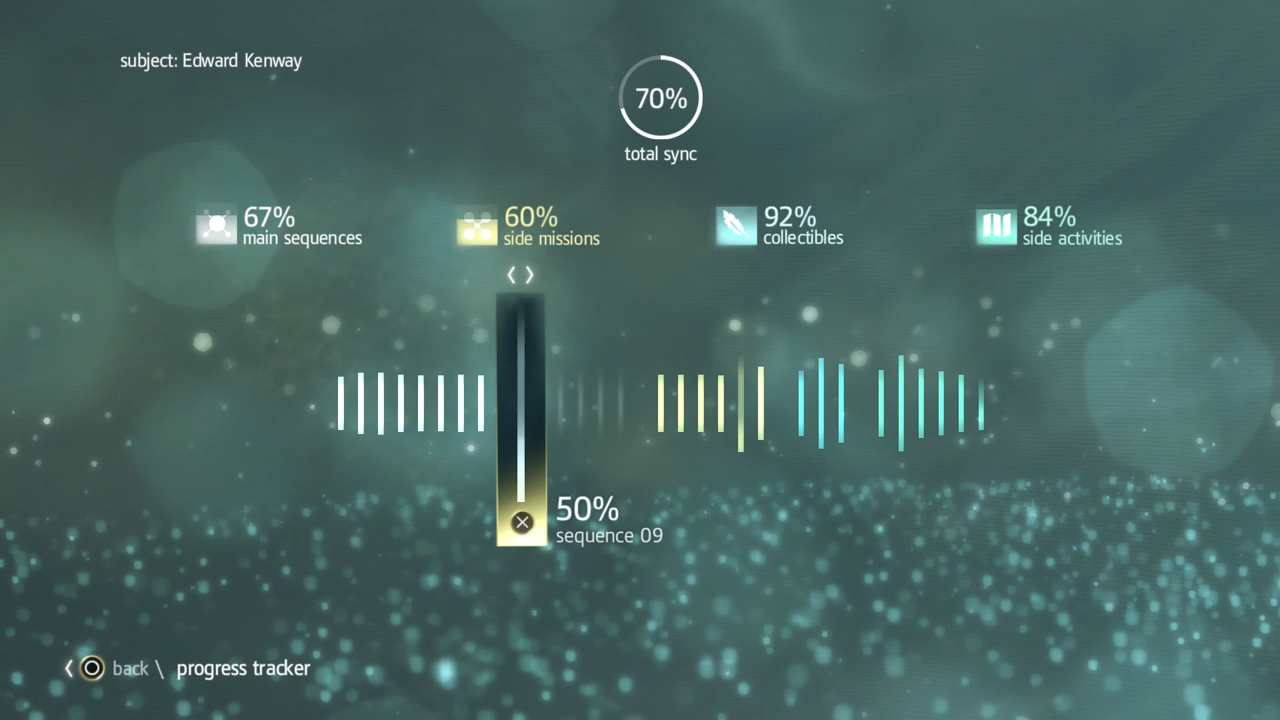 subject: Edward Kenway
70%
total sync
67%
main sequences
60%
side missions
92%
collectibles
84%
side activities
50%
sequence 09
back \ progress tracker